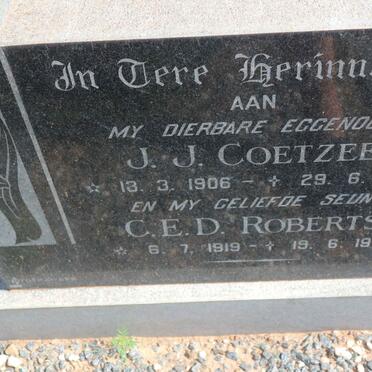 In Tere Herinn
AAN
MY DIERBARE EGGENO
J. J. COETZEE
☆ 13. 3. 1906 - ✝ 29. 6.
EN MY GELIEFDE SEUN
C.E.D. ROBERTS
☆ 6. 7. 1919 - ✝ 19. 6. 19